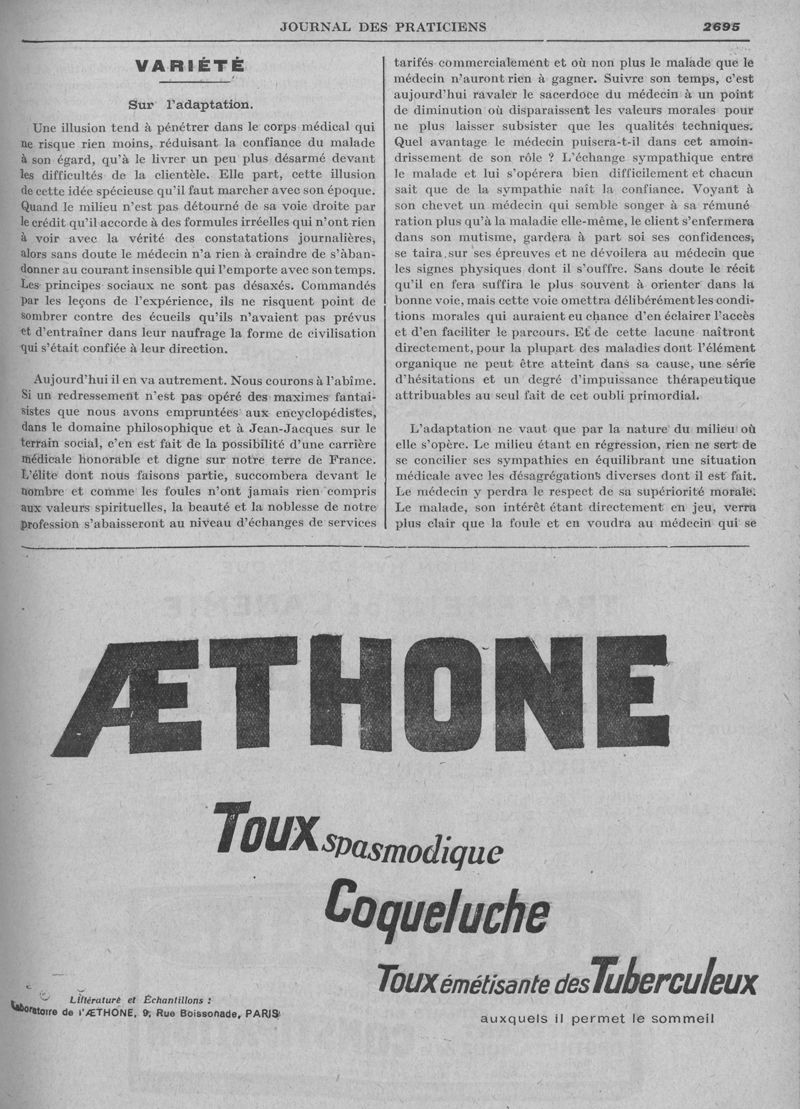 JOURNAL DES PRATICIENS 2695
VARIÉTÉ
Sur l'adaptation.
Une illusion tend à pénétrer dans le corps médical qui
ne risque rien moins, réduisant la confiance du malade
à son égard, qu'à le livrer un peu plus désarmé devant
les difficultés de la clientèle. Elle part, cette illusion
de cette idée spécieuse qu'il faut marcher avec son époque.
Quand le milieu n'est pas détourné de sa voie droite par
le crédit qu'il accorde à des formules irréelles qui n'ont rien
à voir avec la vérité des constatations journalières,
alors sans doute le médecin n'a rien à craindre de s'aban-
donner au courant insensible qui l'emporte avec son temps.
Les principes sociaux ne sont pas désaxés. Commandés
par les leçons de l'expérience, ils ne risquent point de
sombrer contre des écueils qu'ils n'avaient pas prévus
et d'entraîner dans leur naufrage la forme de civilisation
qui s'était confiée à leur direction.
Aujourd'hui il en va autrement. Nous courons à l'abîme.
Si un redressement n'est pas opéré des maximes fantai-
sistes que nous avons empruntées aux encyclopédistes,
dans le domaine philosophique et à Jean-Jacques sur le
terrain social, c'en est fait de la possibilité d'une carrière
médicale honorable et digne sur notre terre de France.
L'élite dont nous faisons partie, succombera devant le
nombre et comme les foules n'ont jamais rien compris
aux valeurs spirituelles, la beauté et la noblesse de notre
profession s'abaisseront au niveau d'échanges de services
tarifés commercialement et où non plus le malade que le
médecin n'auront rien à gagner. Suivre son temps, c'est
aujourd'hui ravaler le sacerdoce du médecin à un point
de diminution où disparaissent les valeurs morales pour
ne plus laisser subsister que les qualités techniques.
Quel avantage le médecin puisera-t-il dans cet amoin-
drissement de son rôle ? L'échange sympathique entre
le malade et lui s'opérera bien difficilement et chacun
sait que de la sympathie naît la confiance. Voyant à
son chevet un médecin qui semble songer à sa rémuné
ration plus qu'à la maladie elle-même, le client s'enfermera
dans son mutisme, gardera à part soi ses confidences,
se taira sur ses épreuves et ne dévoilera au médecin que
les signes physiques dont il s'ouffre. Sans doute le récit
qu'il en fera suffira le plus souvent à orienter dans la
bonne voie, mais cette voie omettra délibérément les condi-
tions morales qui auraient eu chance d'en éclairer l'accès
et d'en faciliter le parcours. Et de cette lacune naîtront
directement, pour la plupart des maladies dont l'élément
organique ne peut être atteint dans sa cause, une série
d'hésitations et un degré d'impuissance thérapeutique
attribuables au seul fait de cet oubli primordial.
L'adaptation ne vaut que par la nature du milieu où
elle s'opère. Le milieu étant en régression, rien ne sert de
se concilier ses sympathies en équilibrant une situation
médicale avec les désagrégations diverses dont il est fait.
Le médecin y perdra le respect de sa supériorité morale.
Le malade, son intérêt étant directement en jeu, verra
plus clair que la foule et en voudra au médecin qui se
ÆTHONE
Toux spasmodique
Coqueluche
Toux émétisante des Tuberculeux
auxquels il permet le sommeil
Littérature et Échantillons :
Laboratoire de l'ÆTHONE, 9, Rue Boissonade, PARIS